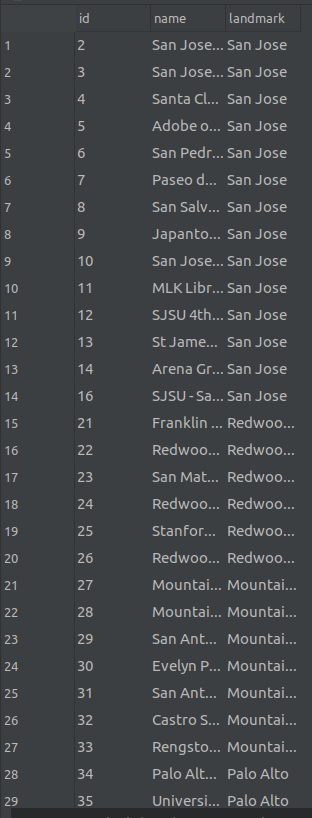 id name landmark
1 2 San Jose... San Jose
2 3 San Jose... San Jose
3 4 Santa Cl... San Jose
4 5 Adobe o... San Jose
5 6 San Pedr... San Jose
6 7 Paseo d... San Jose
7 8 San Salv... San Jose
8 9 Japanto... San Jose
9 10 San Jose... San Jose
10 11 MLK Libr... San Jose
11 12 SJSU 4th... San Jose
12 13 St Jame... San Jose
13 14 Arena Gr... San Jose
14 16 SJSU - Sa... San Jose
15 21 Franklin ... Redwoo...
16 22 Redwoo... Redwoo...
17 23 San Mat... Redwoo...
18 24 Redwoo... Redwoo...
19 25 Stanfor... Redwoo...
20 26 Redwoo... Redwoo...
21 27 Mountai... Mountai...
22 28 Mountai... Mountai...
23 29 San Ant... Mountai...
24 30 Evelyn P... Mountai...
25 31 San Ant... Mountai...
26 32 Castro S... Mountai...
27 33 Rengsto... Mountai...
28 34 Palo Alt... Palo Alto
29 35 Universi... Palo Alto